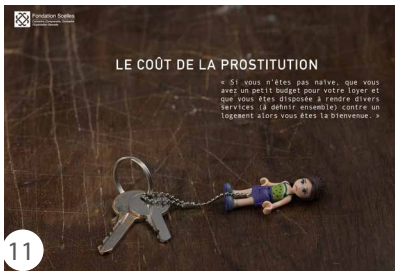 Fondation Scelles
LE COÛT DE LA PROSTITUTION
« Si vous n'êtes pas naïve, que vous
avez un petit budget pour votre loyer et
que vous êtes disposée à rendre divers
services (à définir ensemble) contre un
logement alors vous êtes la bienvenue. »
11